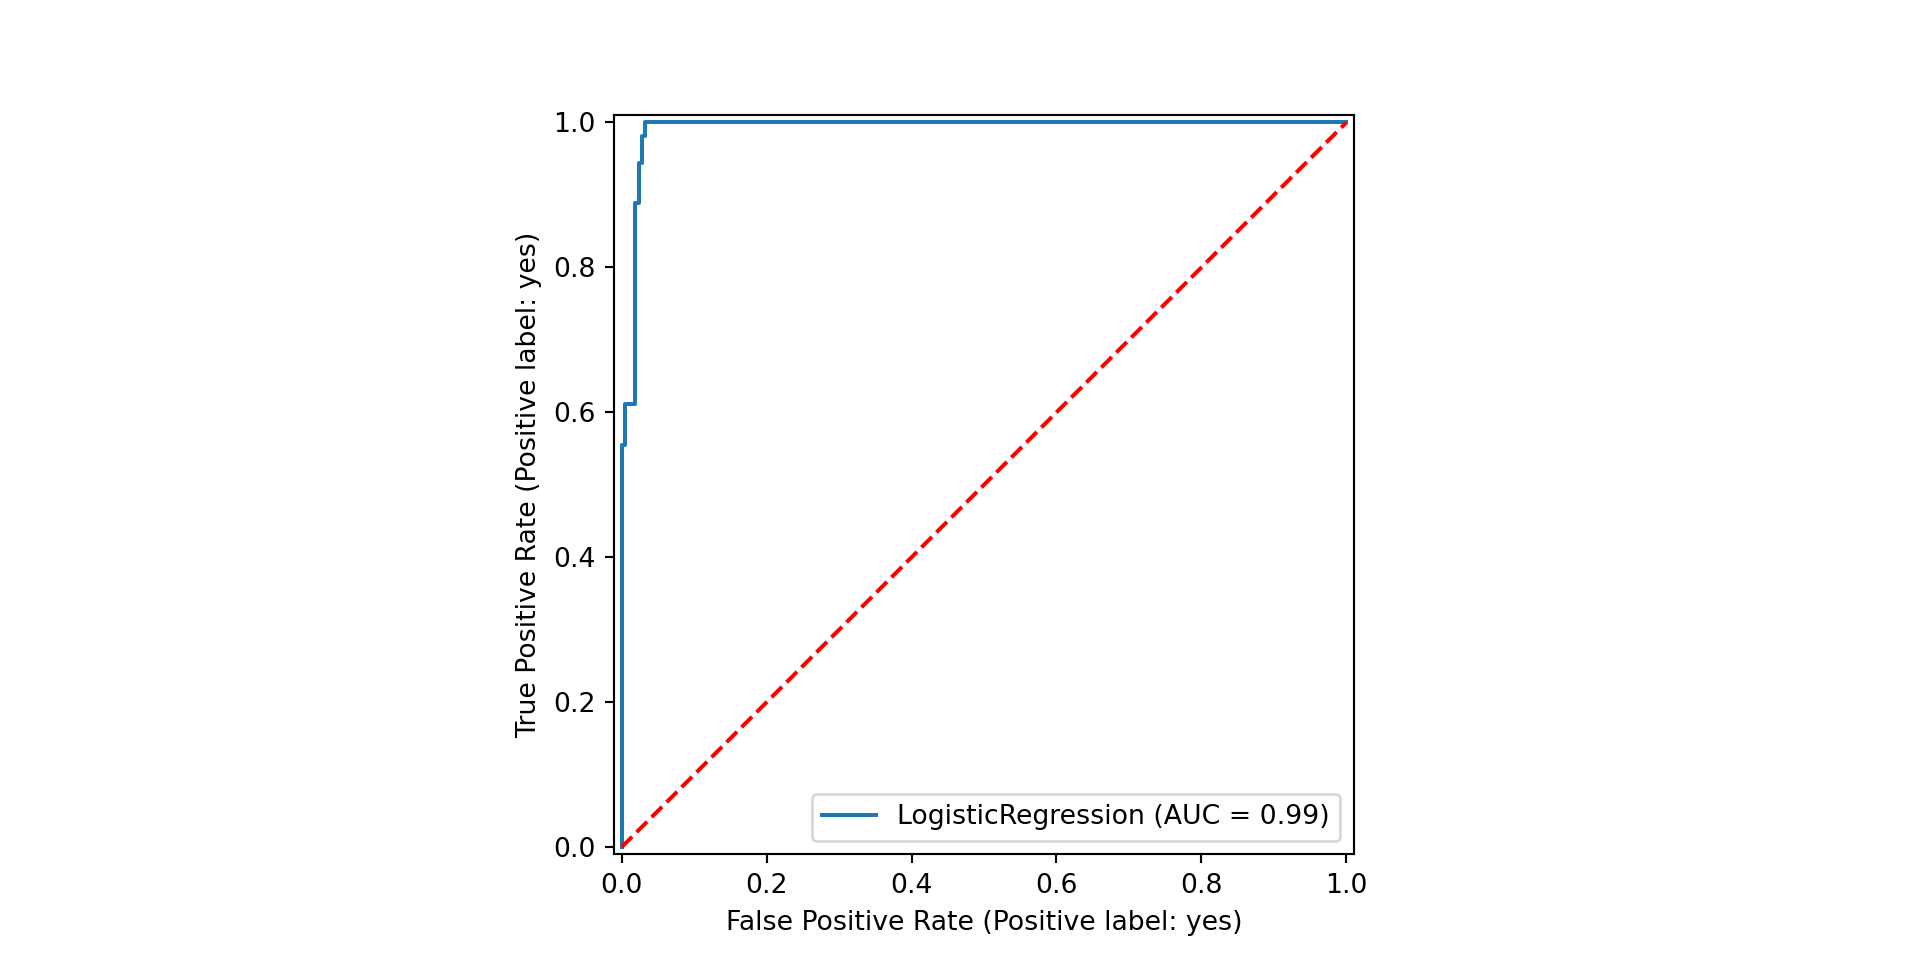 1.0
0.8
0.6
0.4
0.2
0.0
True Positive Rate (Positive label: yes)
LogisticRegression (AUC = 0.99)
0.0 0.2 0.4 0.6 0.8 1.0
False Positive Rate (Positive label: yes)